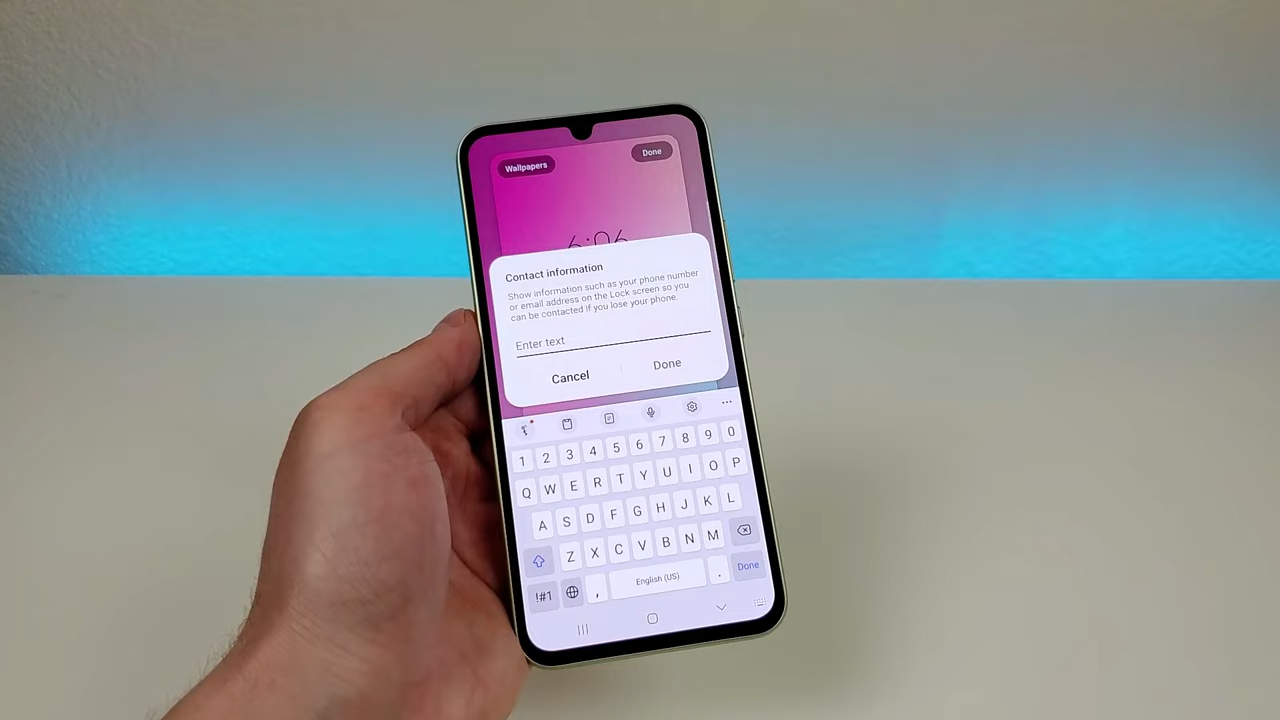 Wallpapers
Done
6:06
Contact information
Show information such as your phone number
or email address on the Lock screen so you
can be contacted if you lose your phone.
Enter text
Cancel
Done
1 2 3 4 5 6 7 8 9 0
Q W E R T Y U I O P
A S D F G H J K L
Z X C V B N M
!#1 , English (US) . Done